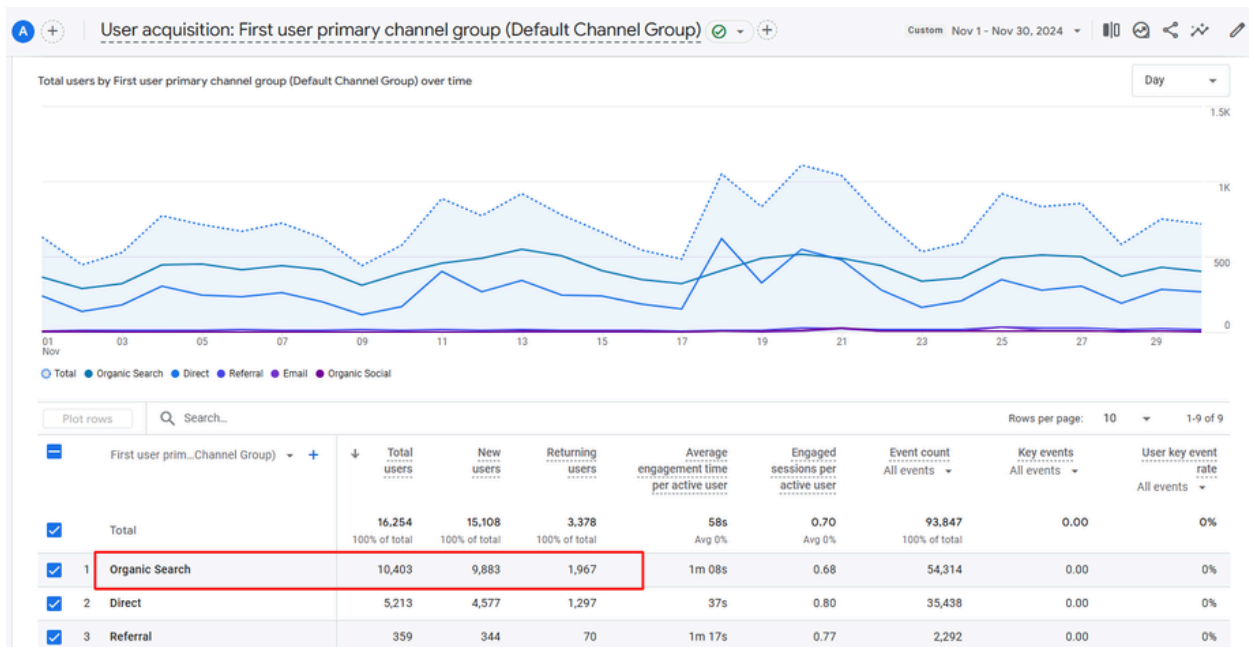 A
User acquisition: First user primary channel group (Default Channel Group)
Custom Nov 1 - Nov 30, 2024
Total users by First user primary channel group (Default Channel Group) over time
Day
1.5K
1K
500
0
01 03 05 07 09 11 13 15 17 19 21 23 25 27 29
Nov
Total Organic Search Direct Referral Email Organic Social
Plot rows Search... Rows per page: 10 1-9 of 9
First user prim...Channel Group) + ↓ Total New Returning Average Engaged Event count Key events User key event
users users users engagement time sessions per All events All events rate
per active user active user All events
Total 16,254 15,108 3,378 58s 0.70 93,847 0.00 0%
100% of total 100% of total 100% of total Avg 0% Avg 0% 100% of total
1 Organic Search 10,403 9,883 1,967 1m 08s 0.68 54,314 0.00 0%
2 Direct 5,213 4,577 1,297 37s 0.80 35,438 0.00 0%
3 Referral 359 344 70 1m 17s 0.77 2,292 0.00 0%